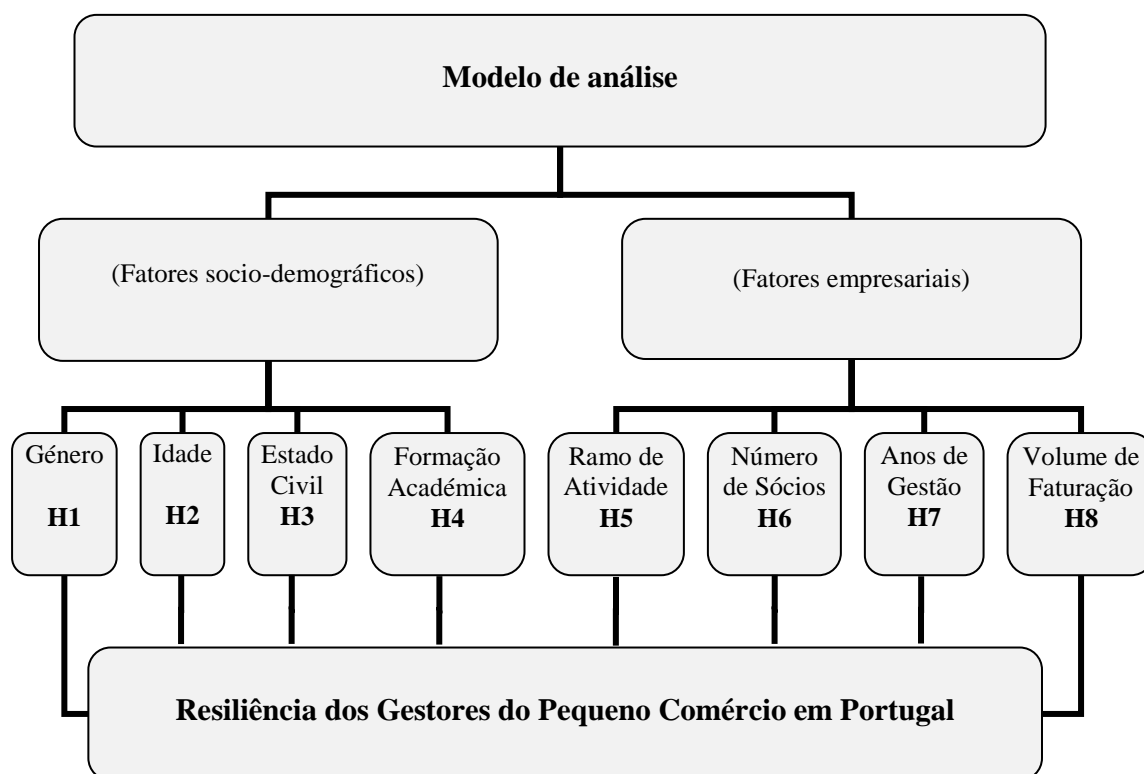 Modelo de análise
(Fatores socio-demográficos)
(Fatores empresariais)
Género
H1
Idade
H2
Estado
Civil
H3
Formação
Académica
H4
Ramo de
Atividade
H5
Número
de Sócios
H6
Anos de
Gestão
H7
Volume de
Faturação
H8
Resiliência dos Gestores do Pequeno Comércio em Portugal